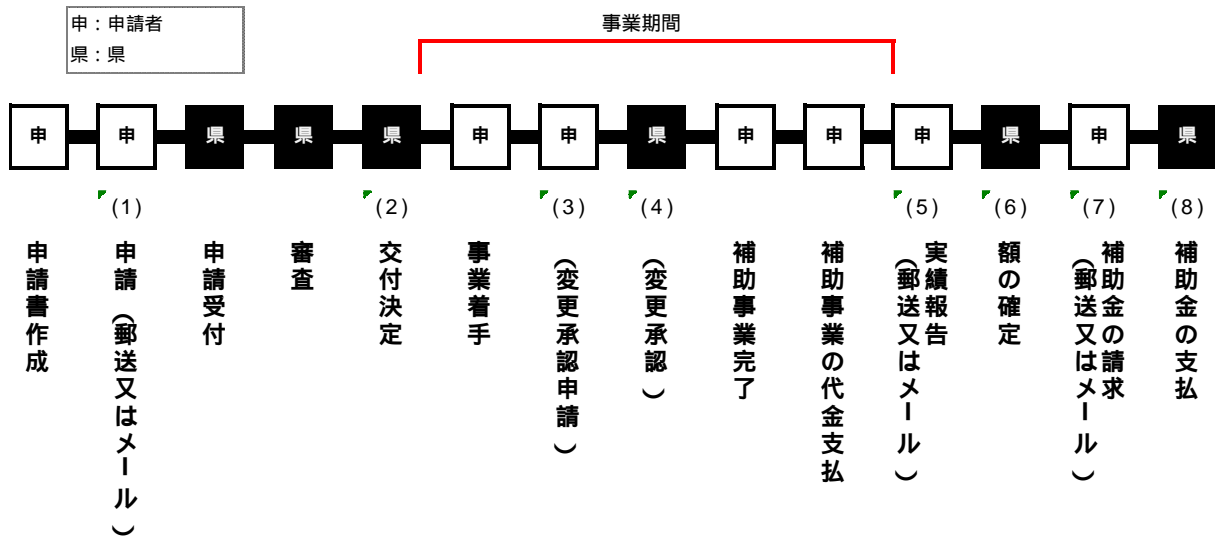 申：申請者
県：県
事業期間
申 申 県 県 県 申 申 県 申 申 申 県 申 県
(1) (2) (3) (4) (5) (6) (7) (8)
申請書作成
申請（郵送又はメール）
申請受付
審査
交付決定
事業着手
（変更承認申請）
（変更承認）
補助事業完了
補助事業の代金支払
実績報告
（郵送又はメール）
額の確定
補助金の請求
（郵送又はメール）
補助金の支払